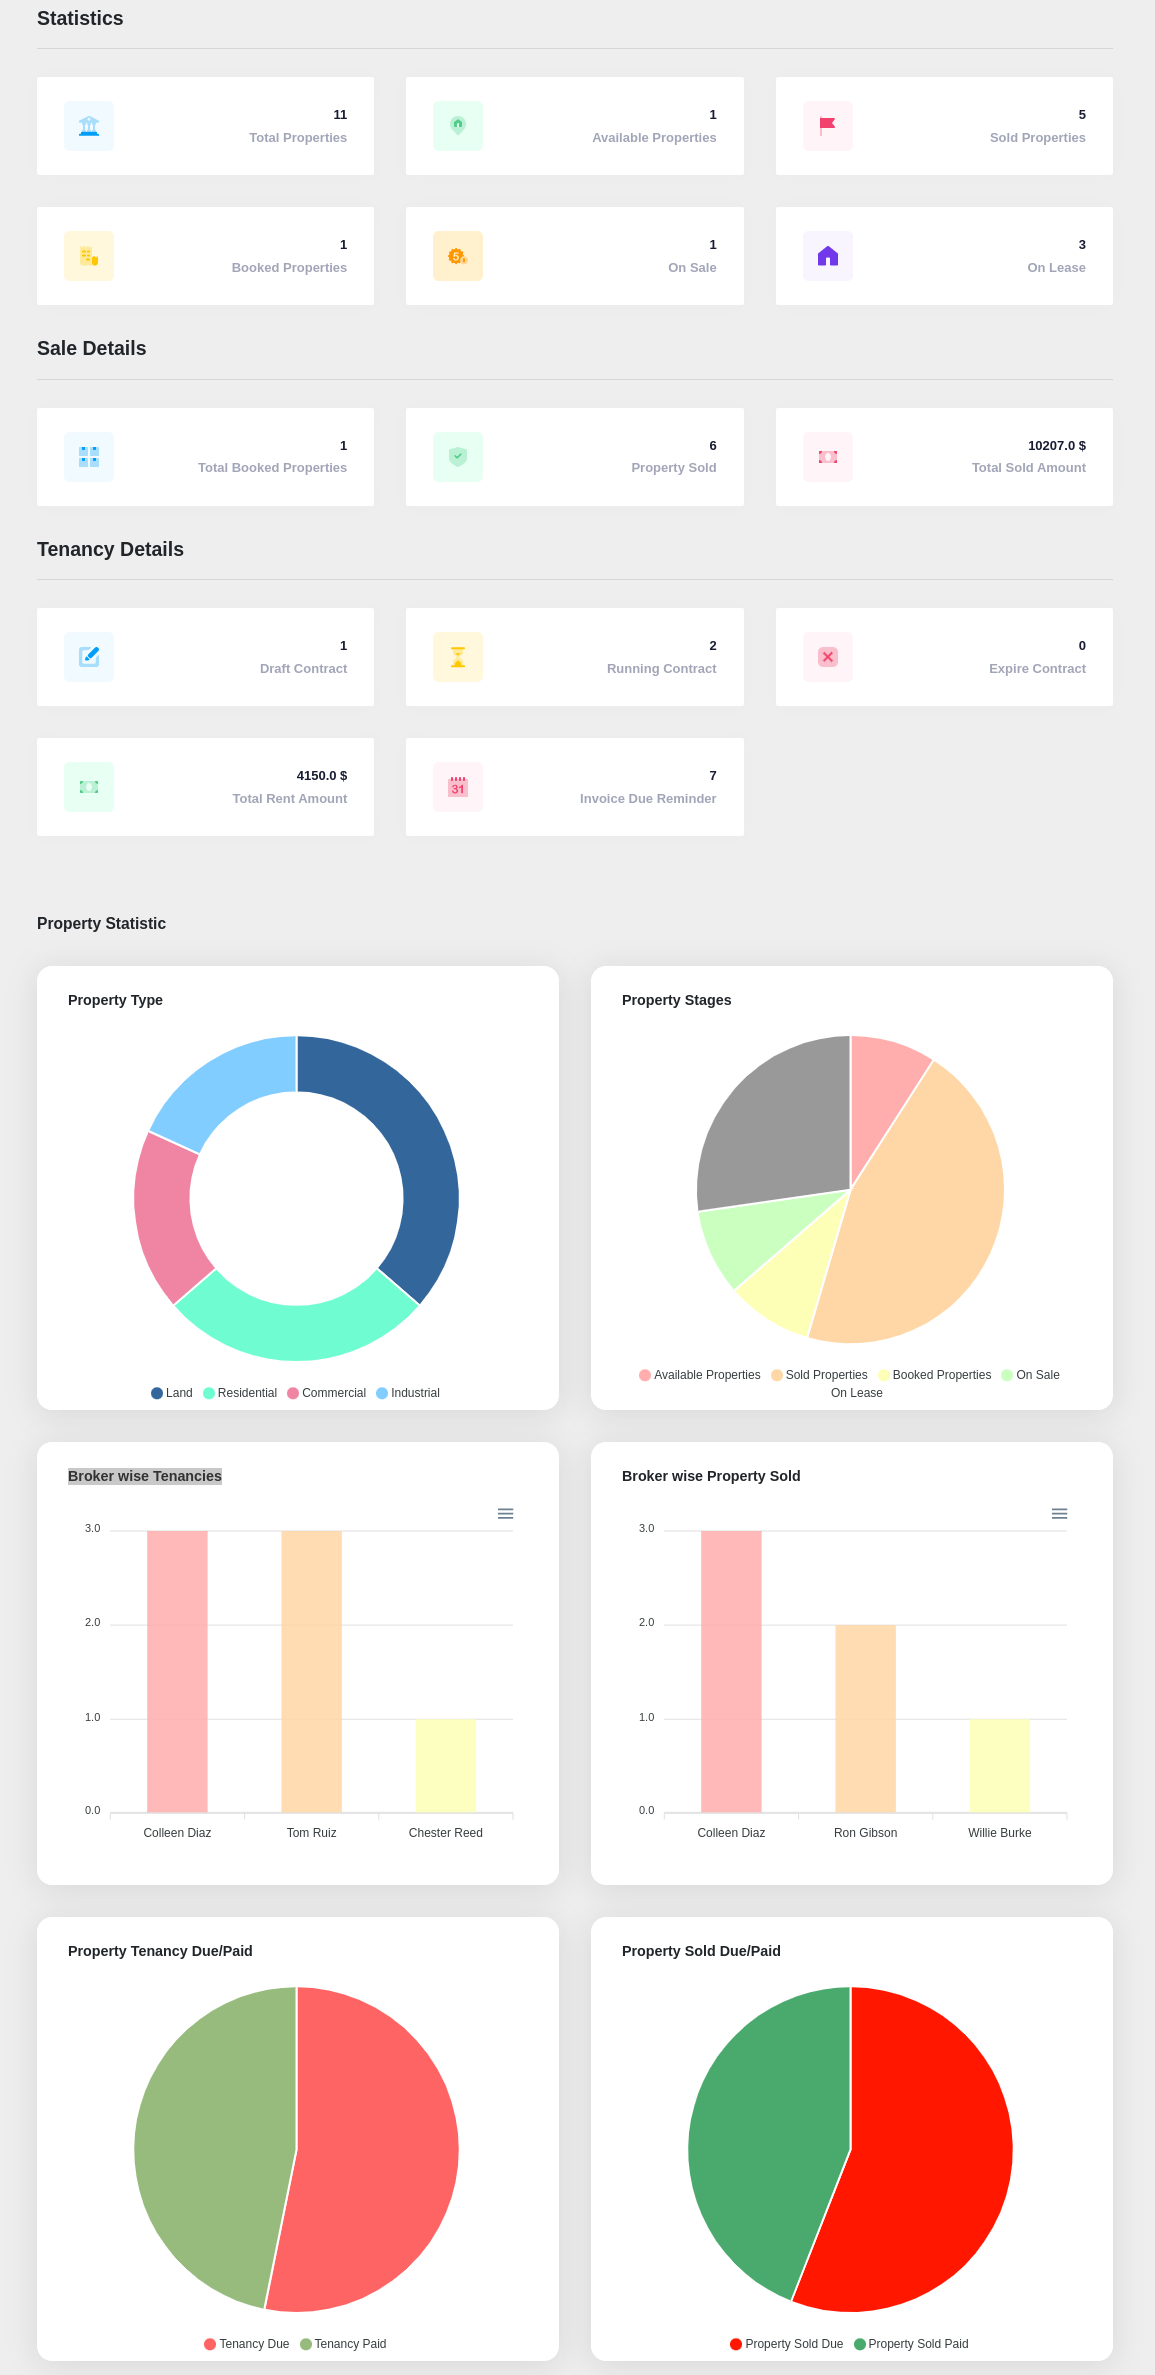 Statistics
11
Total Properties
1
Available Properties
5
Sold Properties
1
Booked Properties
5
1
On Sale
3
On Lease
Sale Details
1
Total Booked Properties
6
Property Sold
10207.0 $
Total Sold Amount
Tenancy Details
1
Draft Contract
2
Running Contract
0
Expire Contract
4150.0 $
Total Rent Amount
31
7
Invoice Due Reminder
Property Statistic
Property Type
Land Residential Commercial Industrial
Property Stages
Available Properties Sold Properties Booked Properties On Sale
On Lease
Broker wise Tenancies
3.0
2.0
1.0
0.0
Colleen Diaz Tom Ruiz Chester Reed
Broker wise Property Sold
3.0
2.0
1.0
0.0
Colleen Diaz Ron Gibson Willie Burke
Property Tenancy Due/Paid
Tenancy Due Tenancy Paid
Property Sold Due/Paid
Property Sold Due Property Sold Paid